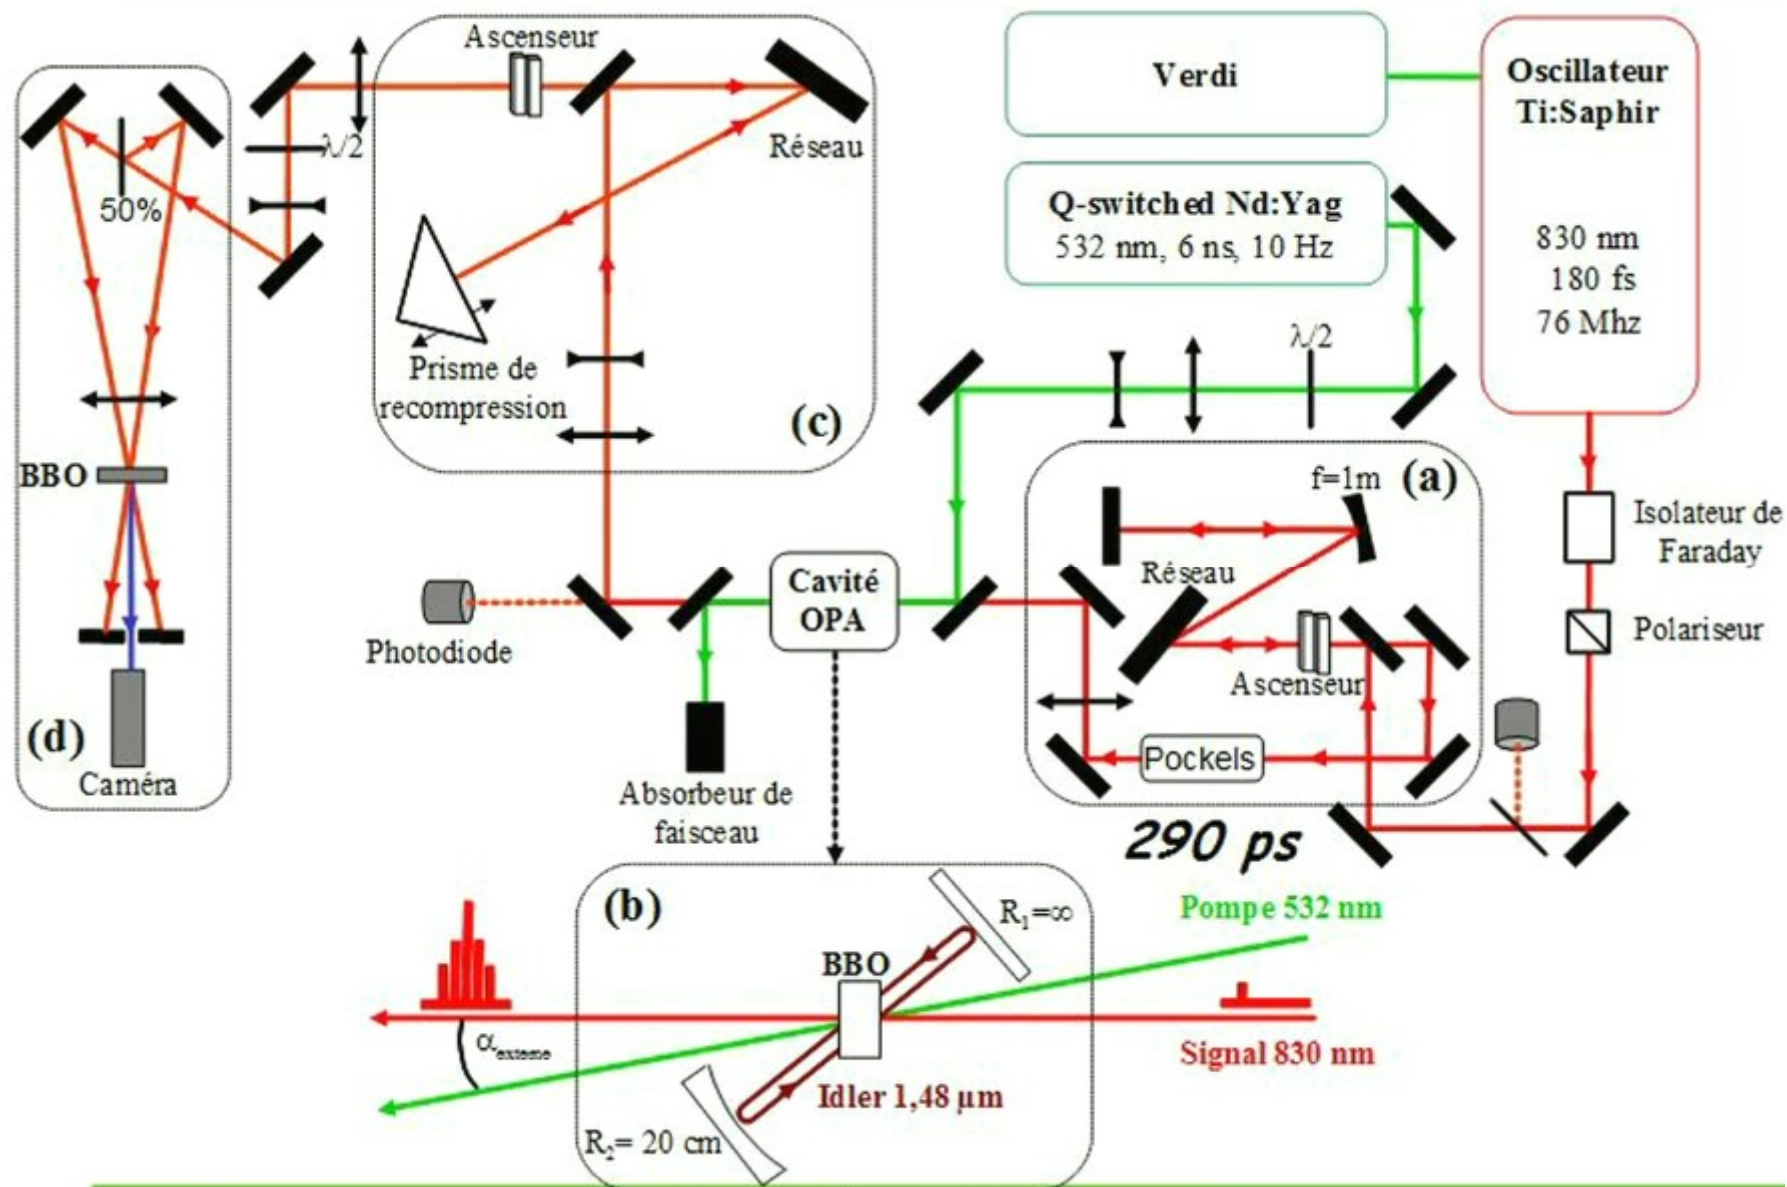 Ascenseur
Réseau
λ/2
50%
Prisme de
recompression
(c)
Verdi
Oscillateur
Ti:Saphir
830 nm
180 fs
76 Mhz
Q-switched Nd:Yag
532 nm, 6 ns, 10 Hz
λ/2
BBO
(d)
Caméra
Photodiode
Cavité
OPA
Absorbeur de
faisceau
f=1m
(a)
Réseau
Ascenseur
Pockels
Isolateur de
Faraday
Polariseur
290 ps
(b)
R₁=∞
BBO
Pompe 532 nm
αexterne
Signal 830 nm
Idler 1,48 µm
R₂= 20 cm